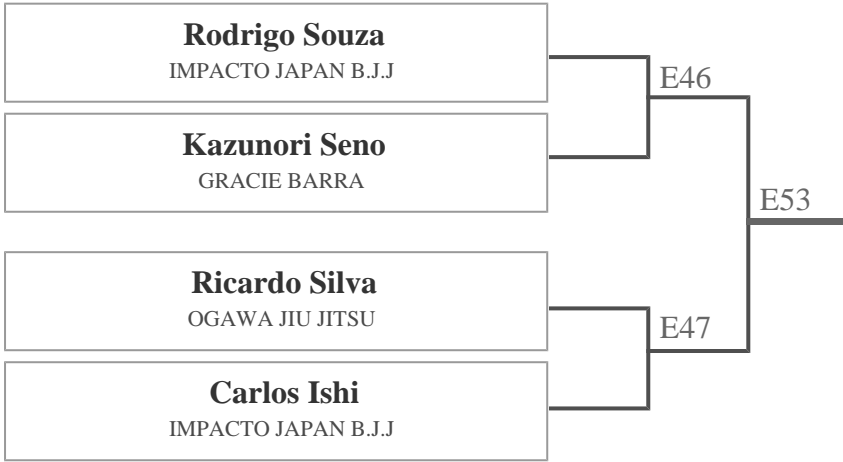 Rodrigo Souza
IMPACTO JAPAN B.J.J
E46
Kazunori Seno
GRACIE BARRA
E53
Ricardo Silva
OGAWA JIU JITSU
E47
Carlos Ishi
IMPACTO JAPAN B.J.J